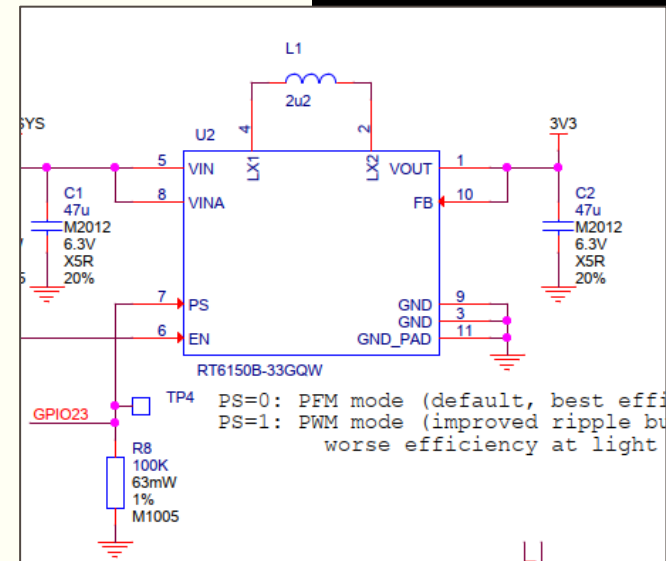 L1
2u2
4
2
U2
SYS
3V3
5
VIN
LX1
LX2
VOUT
1
8
VINA
FB
10
C1
47u
M2012
6.3V
X5R
20%
C2
47u
M2012
6.3V
X5R
20%
7
PS
GND
9
GND
3
6
EN
GND_PAD
11
RT6150B-33GQW
TP4
PS=0: PFM mode (default, best
PS=1: PWM mode (improved ripple
worse efficiency at light
GPIO23
R8
100K
63mW
1%
M1005